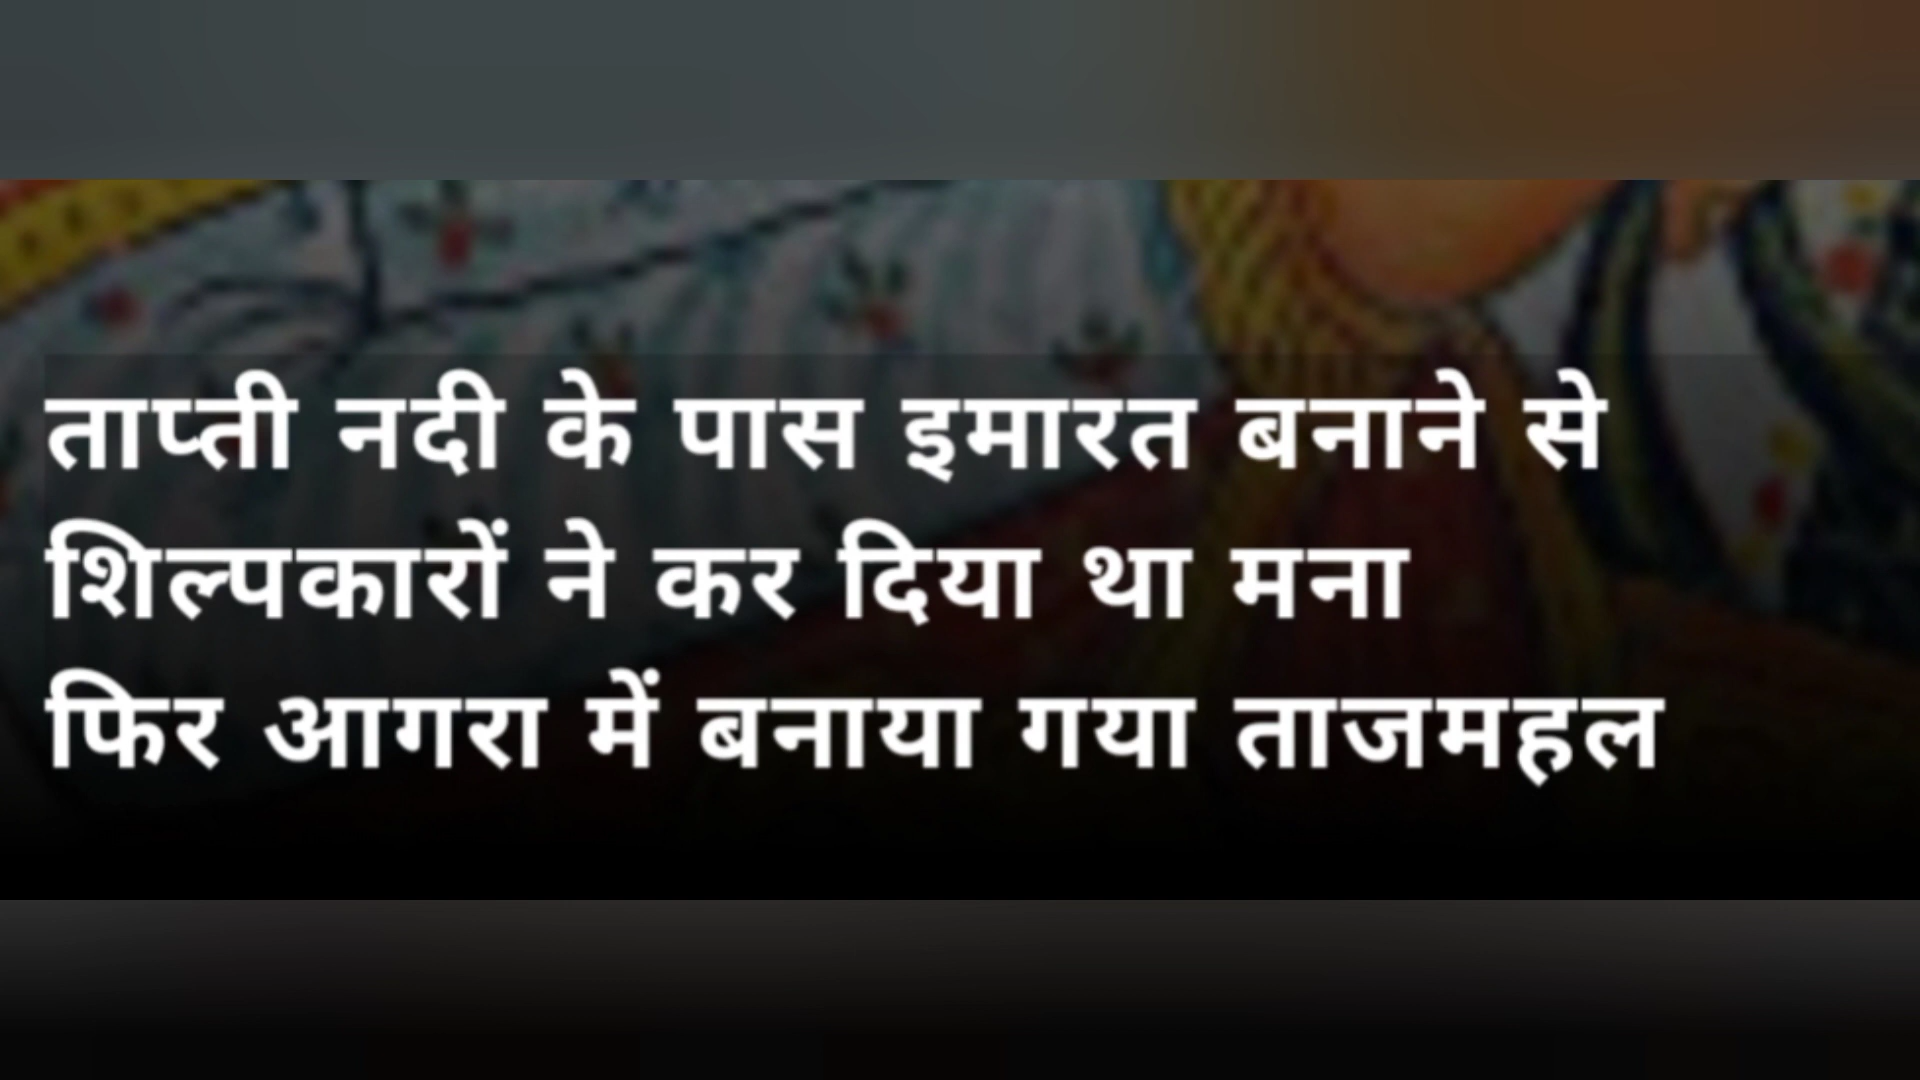 ताप्ती नदी के पास इमारत बनाने से
शिल्पकारों ने कर दिया था मना
फिर आगरा में बनाया गया ताजमहल